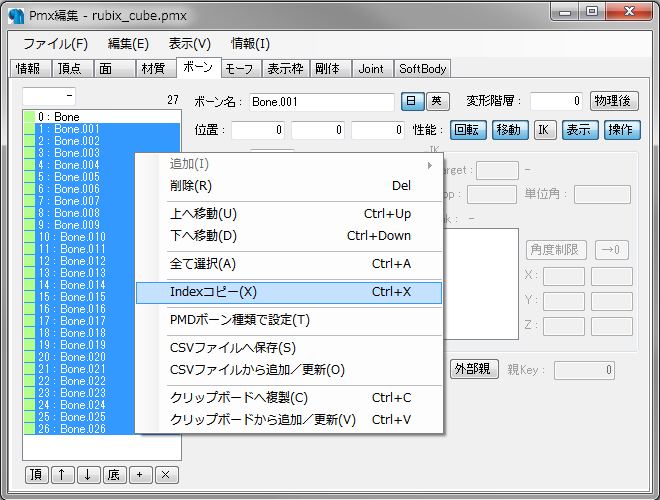 Pmx編集 - rubix_cube.pmx
ファイル(F) 編集(E) 表示(V) 情報(I)
情報 頂点 面 材質 ボーン モーフ 表示枠 剛体 Joint SoftBody
- 27
ボーン名: Bone.001 日 英 変形階層: 0 物理後
位置: 0 0 0 性能: 回転 移動 IK 表示 操作
0 : Bone
1 : Bone.001
2 : Bone.002
3 : Bone.003
4 : Bone.004
5 : Bone.005
6 : Bone.006
7 : Bone.007
8 : Bone.008
9 : Bone.009
10 : Bone.010
11 : Bone.011
12 : Bone.012
13 : Bone.013
14 : Bone.014
15 : Bone.015
16 : Bone.016
17 : Bone.017
18 : Bone.018
19 : Bone.019
20 : Bone.020
21 : Bone.021
22 : Bone.022
23 : Bone.023
24 : Bone.024
25 : Bone.025
26 : Bone.026
追加(I)
削除(R) Del
上へ移動(U) Ctrl+Up
下へ移動(D) Ctrl+Down
全て選択(A) Ctrl+A
Indexコピー(X) Ctrl+X
PMDボーン種類で設定(T)
CSVファイルへ保存(S)
CSVファイルから追加／更新(O)
クリップボードへ複製(C) Ctrl+C
クリップボードから追加／更新(V) Ctrl+V
IK
arget: -
op: 単位角:
nk: -
角度制限 →0
X:
Y:
Z:
外部親 親Key: 0
頂 ↑ ↓ 底 + ×